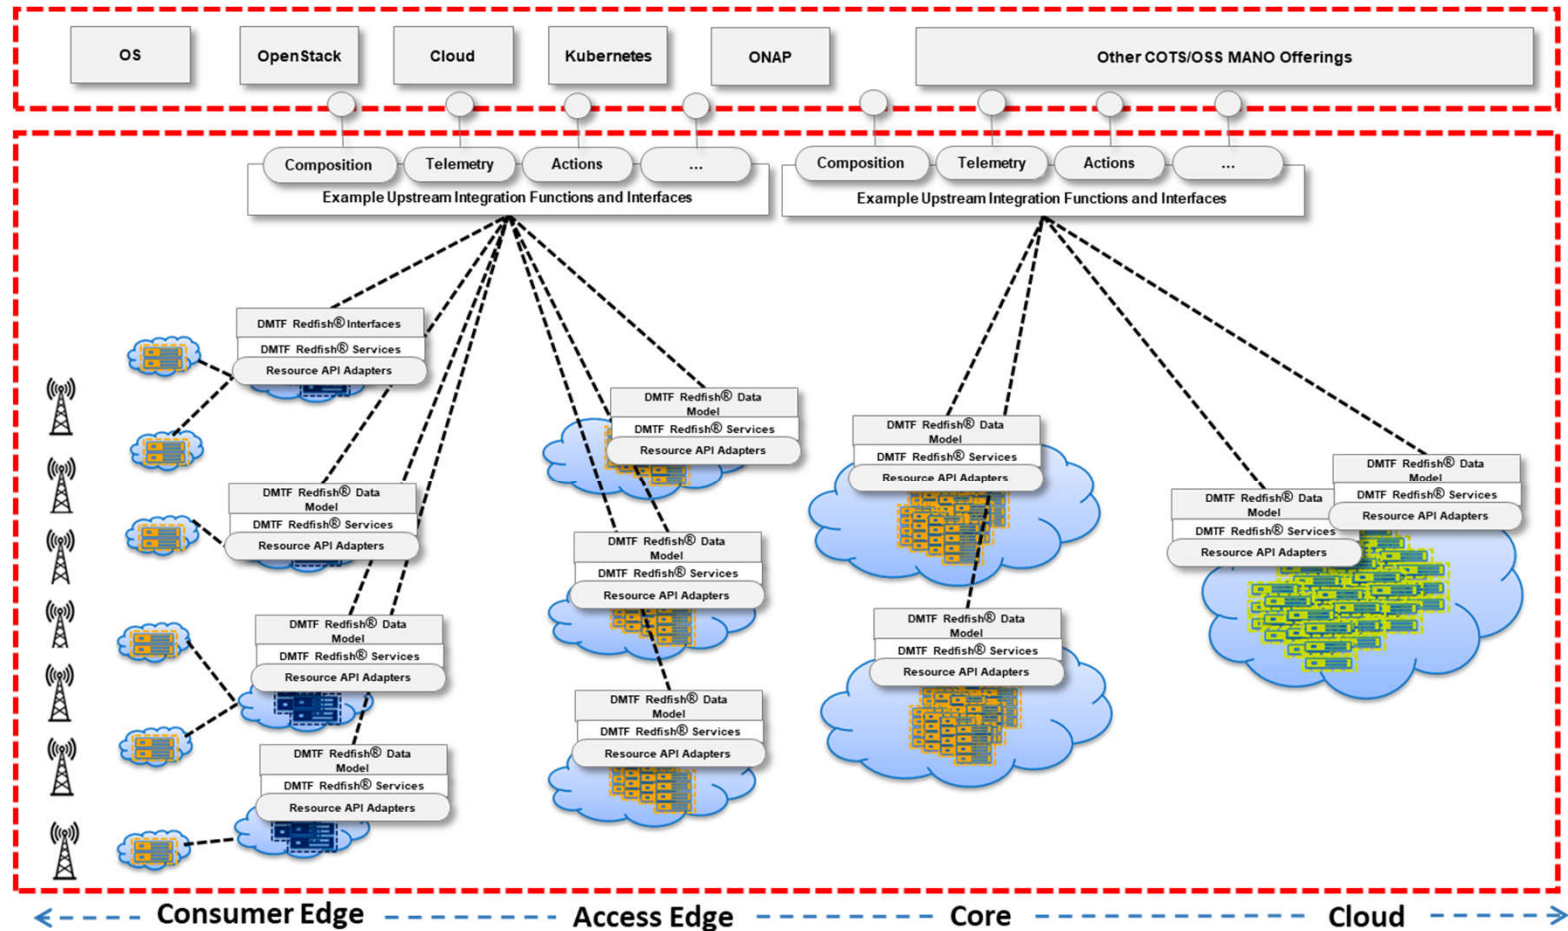 OS
OpenStack
Cloud
Kubernetes
ONAP
Other COTS/OSS MANO Offerings
Composition
Telemetry
Actions
...
Example Upstream Integration Functions and Interfaces
Composition
Telemetry
Actions
...
Example Upstream Integration Functions and Interfaces
DMTF Redfish® Interfaces
DMTF Redfish® Services
Resource API Adapters
DMTF Redfish® Data
Model
DMTF Redfish® Services
Resource API Adapters
DMTF Redfish® Data
Model
DMTF Redfish® Services
Resource API Adapters
DMTF Redfish® Data
Model
DMTF Redfish® Services
Resource API Adapters
DMTF Redfish® Data
Model
DMTF Redfish® Services
Resource API Adapters
DMTF Redfish® Data
Model
DMTF Redfish® Services
Resource API Adapters
DMTF Redfish® Data
Model
DMTF Redfish® Services
Resource API Adapters
DMTF Redfish® Data
Model
DMTF Redfish® Services
Resource API Adapters
DMTF Redfish® Data
Model
DMTF Redfish® Services
Resource API Adapters
DMTF Redfish® Data
Model
DMTF Redfish® Services
Resource API Adapters
DMTF Redfish® Data
Model
DMTF Redfish® Services
Resource API Adapters
Consumer Edge
Access Edge
Core
Cloud